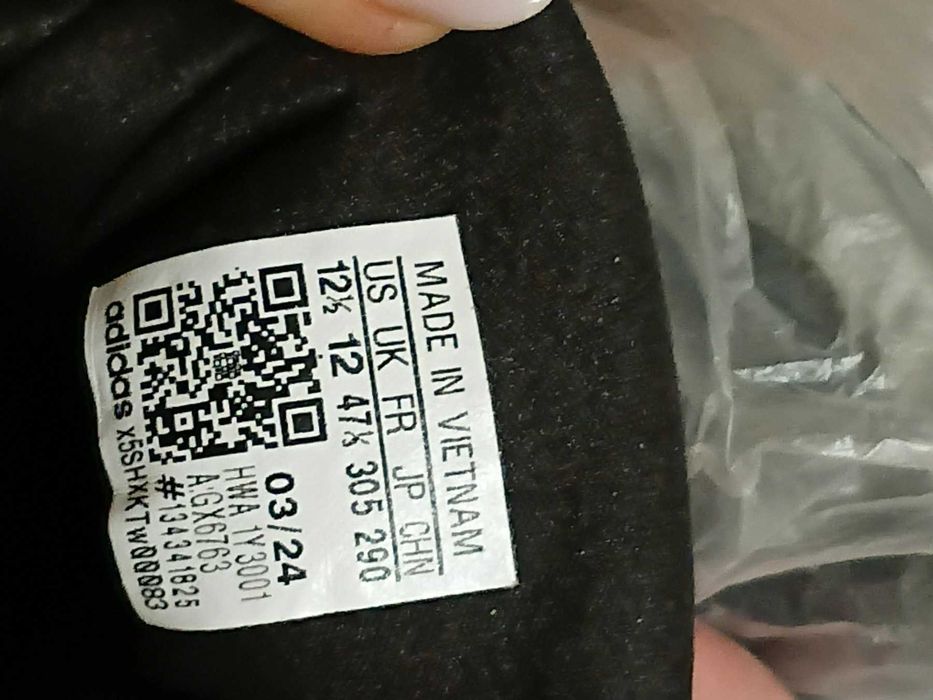 MADE IN VIETNAM
US UK FR JP CHN
12½ 12 47⅓ 305 290
03/24
HWA 1Y3001
A:GX6763
#134341825
adidas X5SHXKTW00083